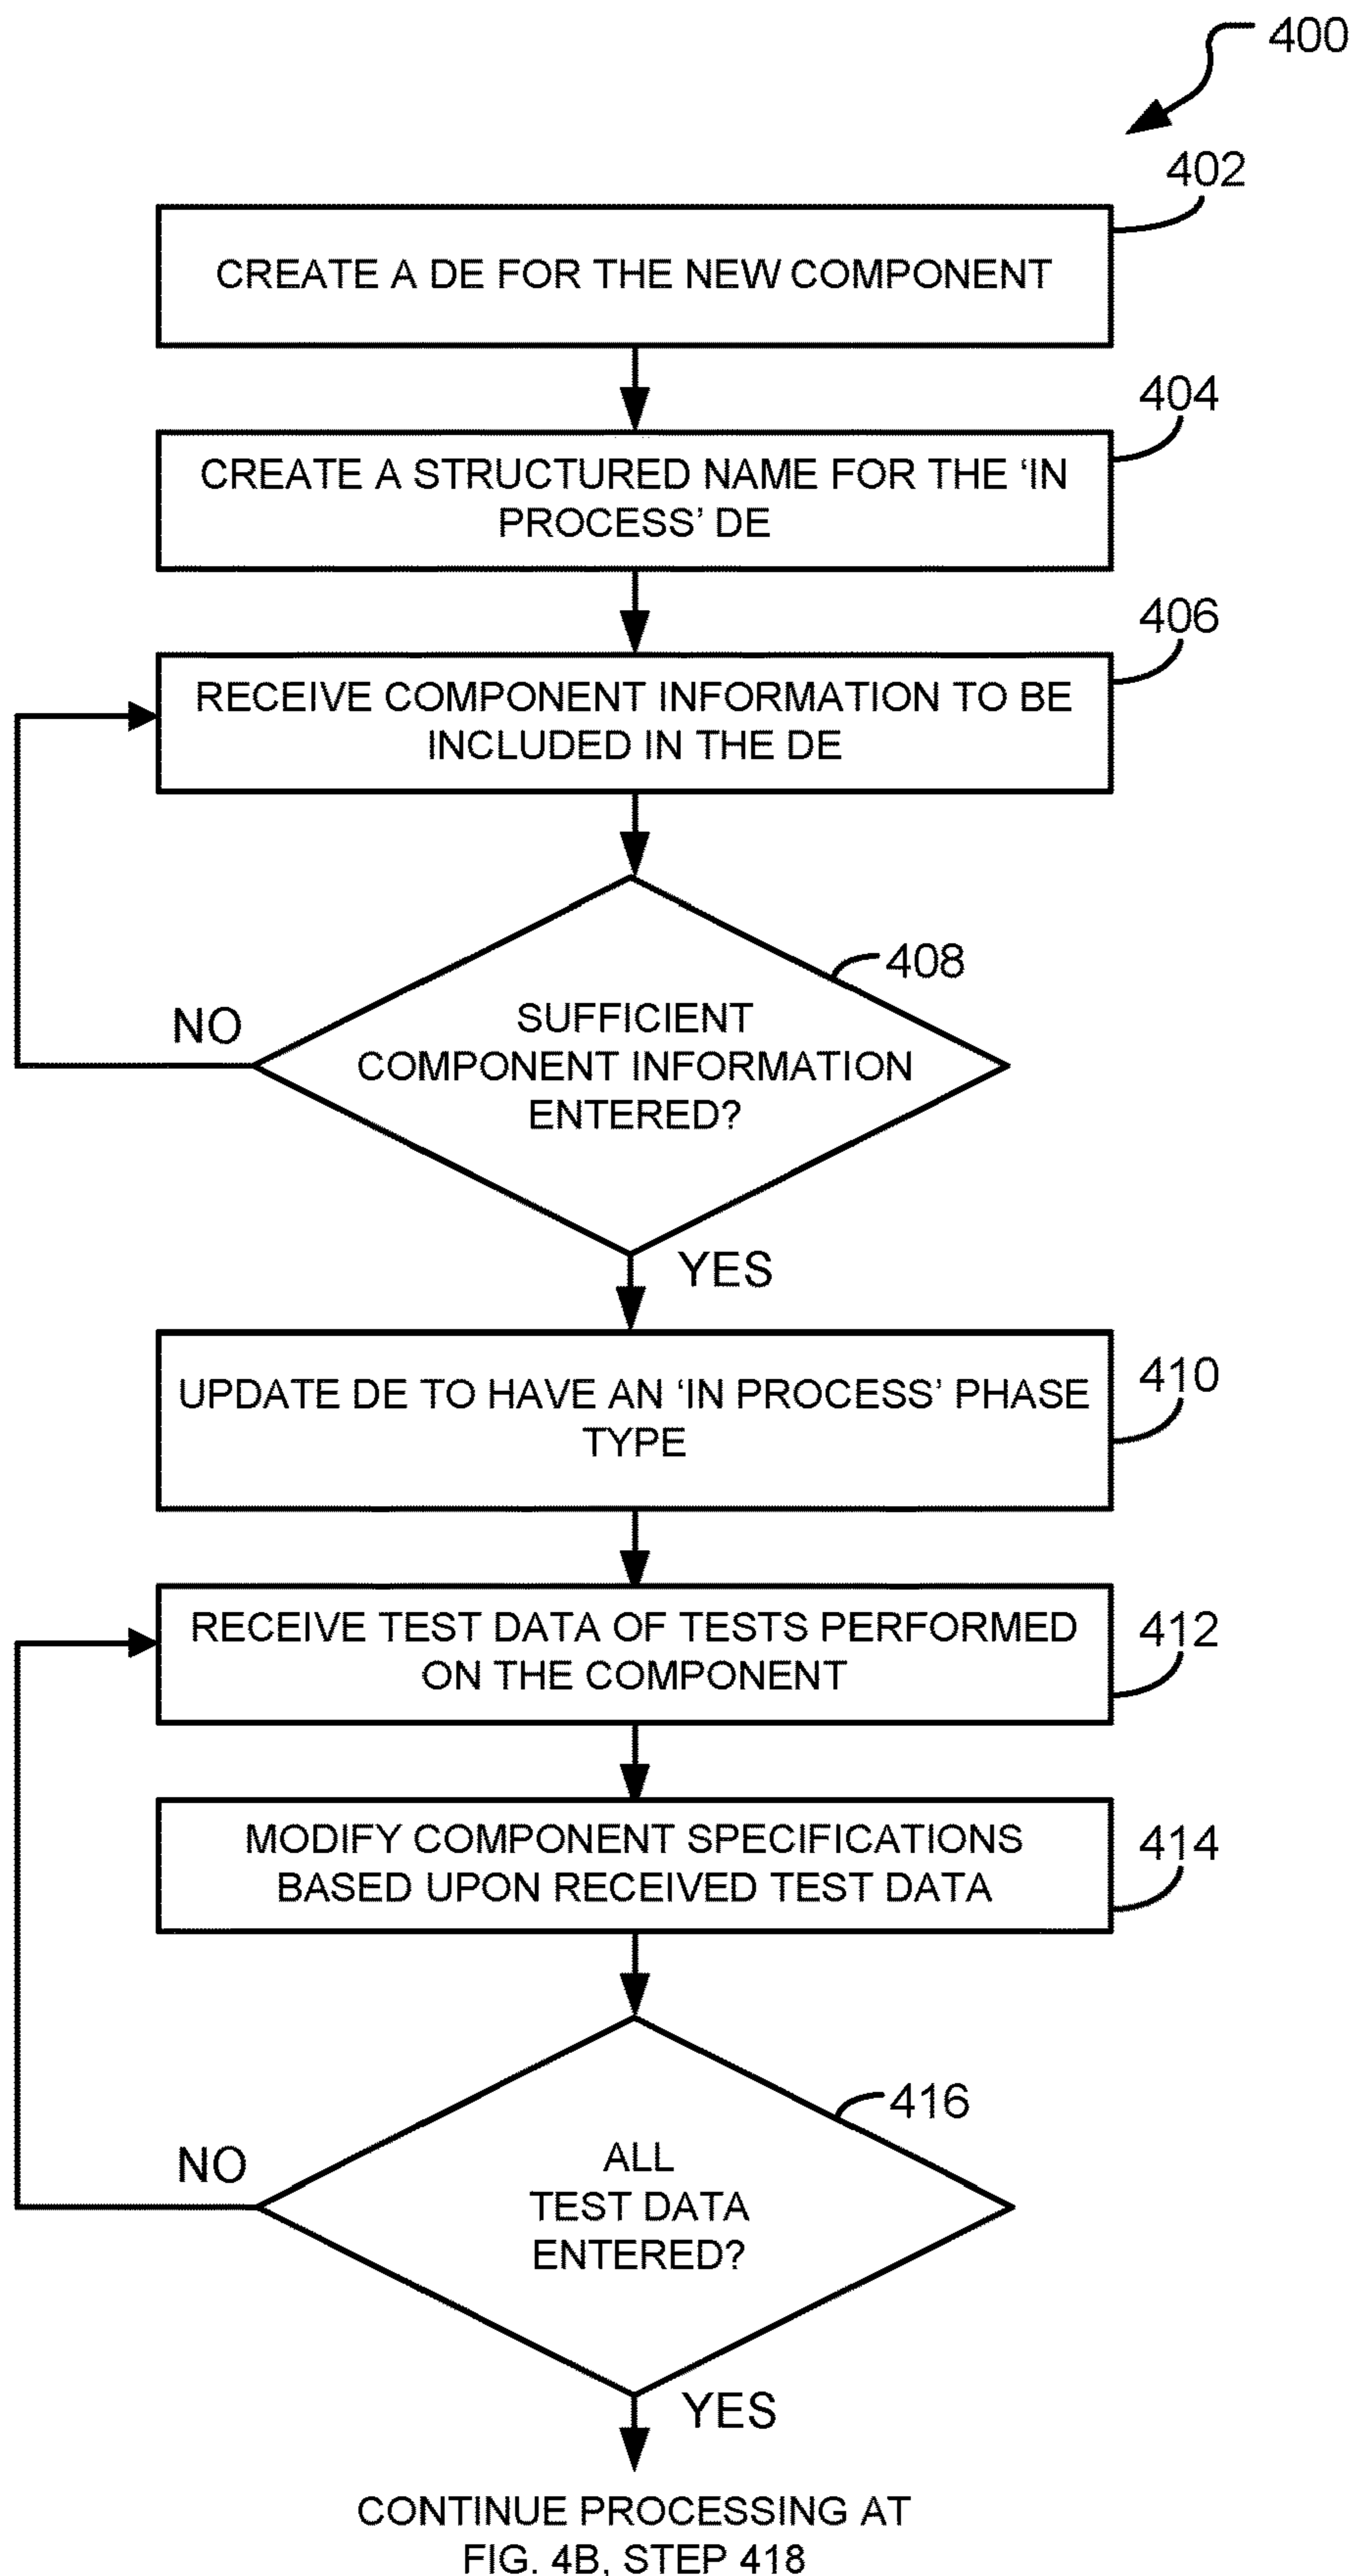 400
402
CREATE A DE FOR THE NEW COMPONENT
404
CREATE A STRUCTURED NAME FOR THE ‘IN
PROCESS’ DE
406
RECEIVE COMPONENT INFORMATION TO BE
INCLUDED IN THE DE
408
SUFFICIENT
COMPONENT INFORMATION
ENTERED?
NO
YES
410
UPDATE DE TO HAVE AN ‘IN PROCESS’ PHASE
TYPE
412
RECEIVE TEST DATA OF TESTS PERFORMED
ON THE COMPONENT
414
MODIFY COMPONENT SPECIFICATIONS
BASED UPON RECEIVED TEST DATA
416
ALL
TEST DATA
ENTERED?
NO
YES
CONTINUE PROCESSING AT
FIG. 4B, STEP 418